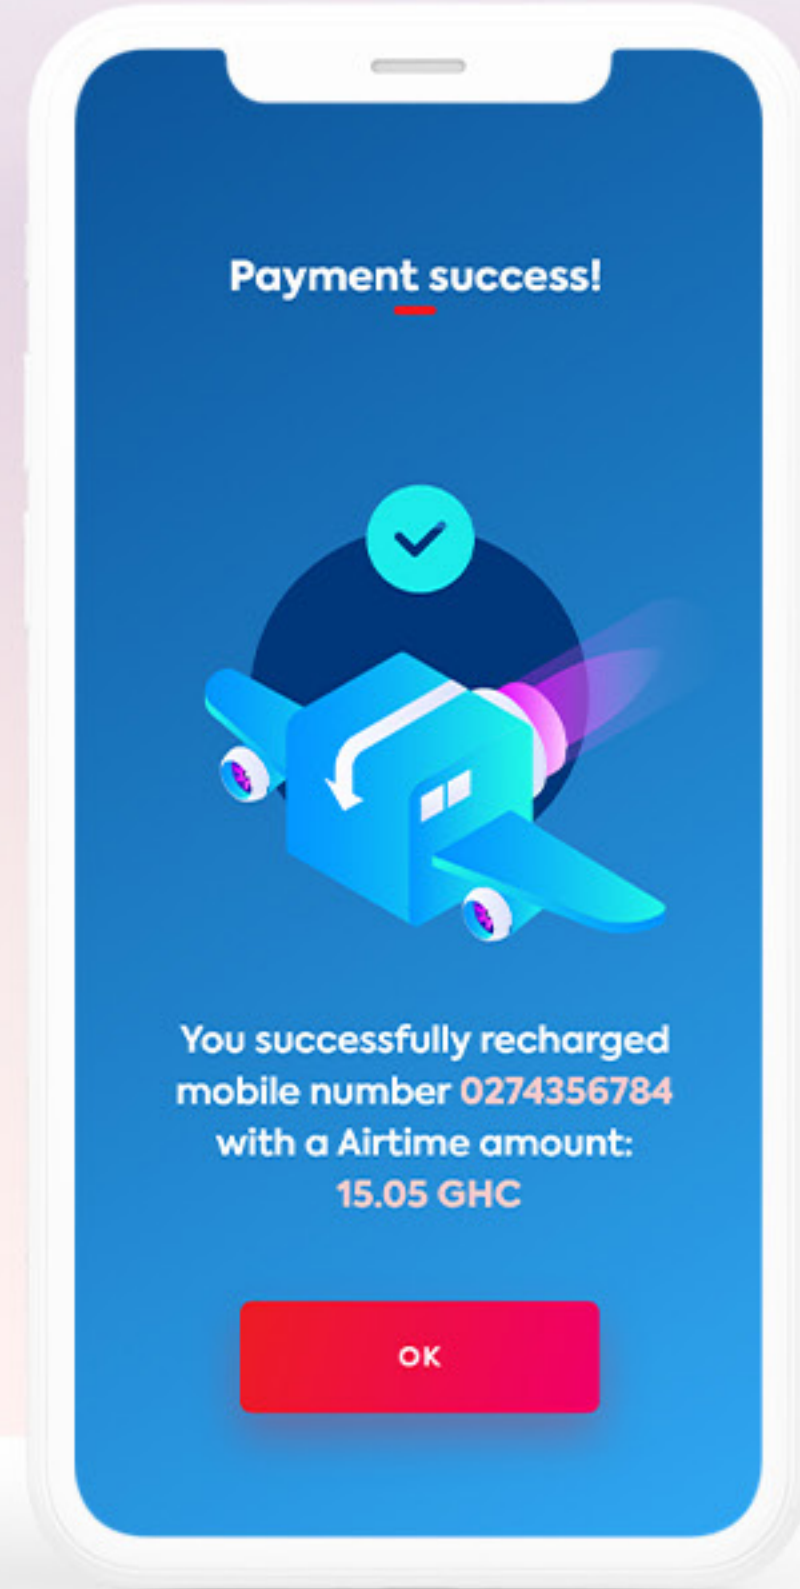 Payment success!
You successfully recharged
mobile number 0274356784
with a Airtime amount:
15.05 GHC
OK